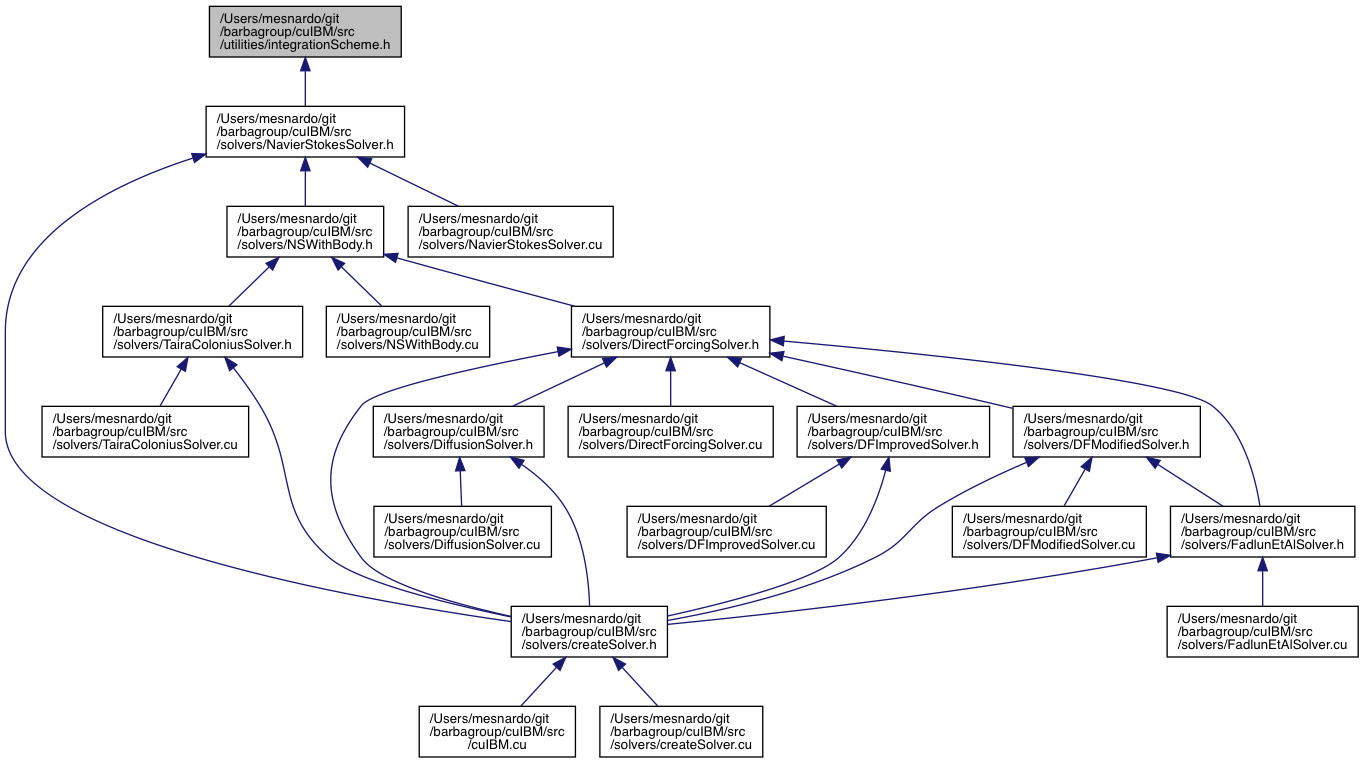 /Users/mesnardo/git
/barbagroup/cuIBM/src
/utilities/integrationScheme.h
/Users/mesnardo/git
/barbagroup/cuIBM/src
/solvers/NavierStokesSolver.h
/Users/mesnardo/git
/barbagroup/cuIBM/src
/solvers/NSWithBody.h
/Users/mesnardo/git
/barbagroup/cuIBM/src
/solvers/NavierStokesSolver.cu
/Users/mesnardo/git
/barbagroup/cuIBM/src
/solvers/TairaColoniusSolver.h
/Users/mesnardo/git
/barbagroup/cuIBM/src
/solvers/NSWithBody.cu
/Users/mesnardo/git
/barbagroup/cuIBM/src
/solvers/DirectForcingSolver.h
/Users/mesnardo/git
/barbagroup/cuIBM/src
/solvers/TairaColoniusSolver.cu
/Users/mesnardo/git
/barbagroup/cuIBM/src
/solvers/DiffusionSolver.h
/Users/mesnardo/git
/barbagroup/cuIBM/src
/solvers/DirectForcingSolver.cu
/Users/mesnardo/git
/barbagroup/cuIBM/src
/solvers/DFImprovedSolver.h
/Users/mesnardo/git
/barbagroup/cuIBM/src
/solvers/DFModifiedSolver.h
/Users/mesnardo/git
/barbagroup/cuIBM/src
/solvers/DiffusionSolver.cu
/Users/mesnardo/git
/barbagroup/cuIBM/src
/solvers/DFImprovedSolver.cu
/Users/mesnardo/git
/barbagroup/cuIBM/src
/solvers/DFModifiedSolver.cu
/Users/mesnardo/git
/barbagroup/cuIBM/src
/solvers/FadlunEtAlSolver.h
/Users/mesnardo/git
/barbagroup/cuIBM/src
/solvers/createSolver.h
/Users/mesnardo/git
/barbagroup/cuIBM/src
/solvers/FadlunEtAlSolver.cu
/Users/mesnardo/git
/barbagroup/cuIBM/src
/cuIBM.cu
/Users/mesnardo/git
/barbagroup/cuIBM/src
/solvers/createSolver.cu